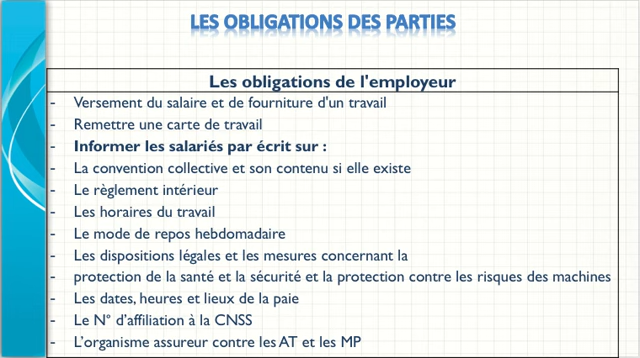 LES OBLIGATIONS DES PARTIES
Les obligations de l'employeur
- Versement du salaire et de fourniture d'un travail
- Remettre une carte de travail
- Informer les salariés par écrit sur :
- La convention collective et son contenu si elle existe
- Le règlement intérieur
- Les horaires du travail
- Le mode de repos hebdomadaire
- Les dispositions légales et les mesures concernant la
- protection de la santé et la sécurité et la protection contre les risques des machines
- Les dates, heures et lieux de la paie
- Le N° d'affiliation à la CNSS
- L'organisme assureur contre les AT et les MP